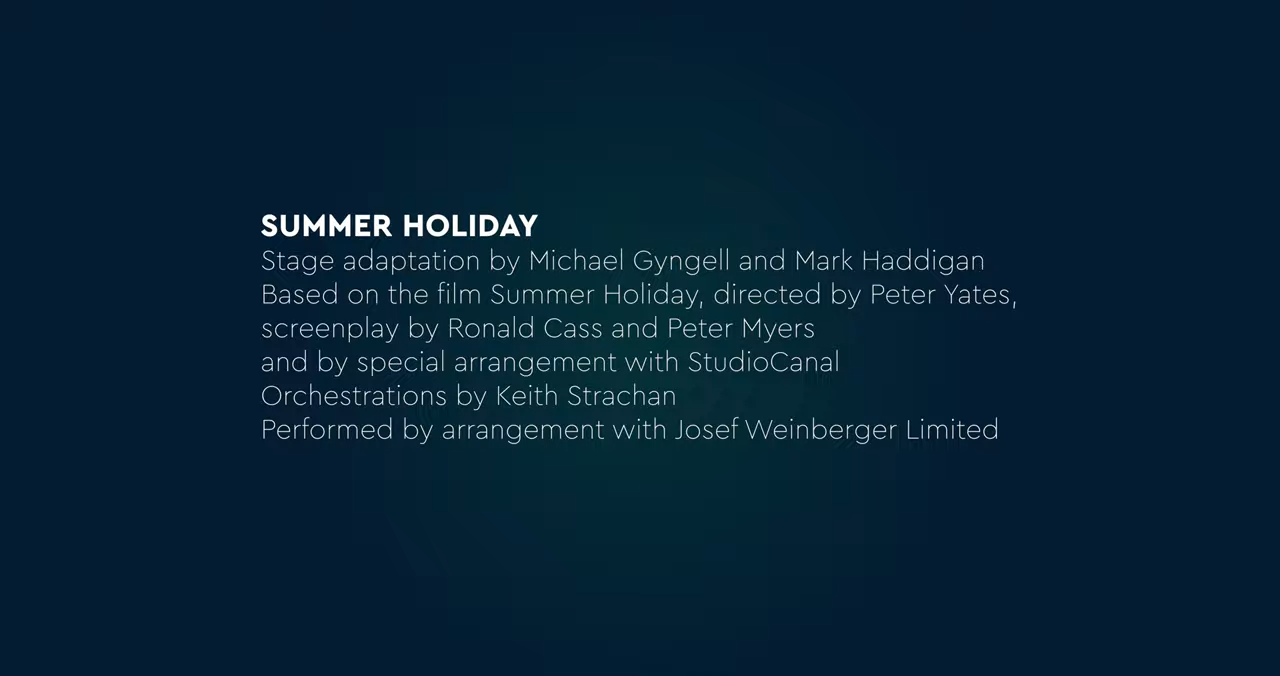 SUMMER HOLIDAY
Stage adaptation by Michael Gyngell and Mark Haddigan
Based on the film Summer Holiday, directed by Peter Yates,
screenplay by Ronald Cass and Peter Myers
and by special arrangement with StudioCanal
Orchestrations by Keith Strachan
Performed by arrangement with Josef Weinberger Limited